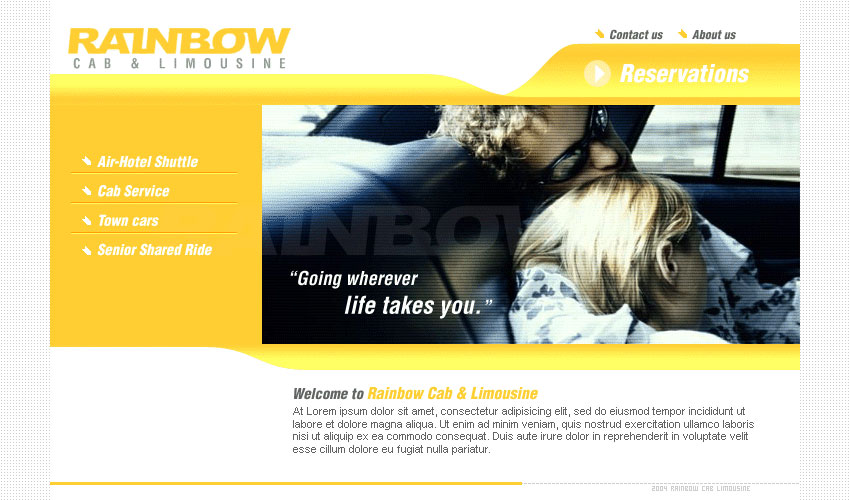 RAINBOW
CAB & LIMOUSINE
Contact us
About us
Reservations
Air-Hotel Shuttle
Cab Service
Town cars
Senior Shared Ride
RAINBOW
“Going wherever
life takes you.”
Welcome to Rainbow Cab & Limousine
At Lorem ipsum dolor sit amet, consectetur adipisicing elit, sed do eiusmod tempor incididunt ut
labore et dolore magna aliqua. Ut enim ad minim veniam, quis nostrud exercitation ullamco laboris
nisi ut aliquip ex ea commodo consequat. Duis aute irure dolor in reprehenderit in voluptate velit
esse cillum dolore eu fugiat nulla pariatur.
2004 RAINBOW CAB LIMOUSINE